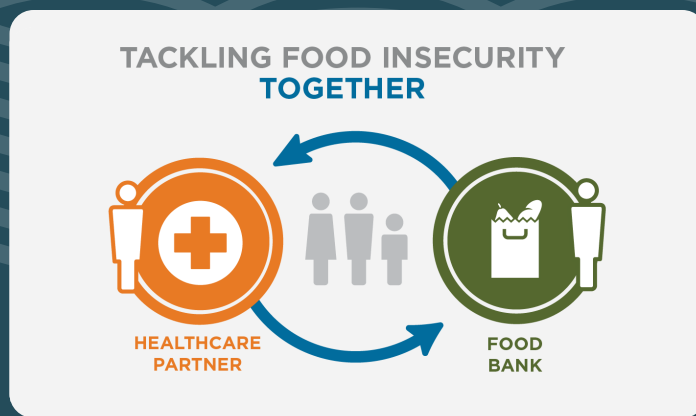 TACKLING FOOD INSECURITY
TOGETHER
HEALTHCARE
PARTNER
FOOD
BANK